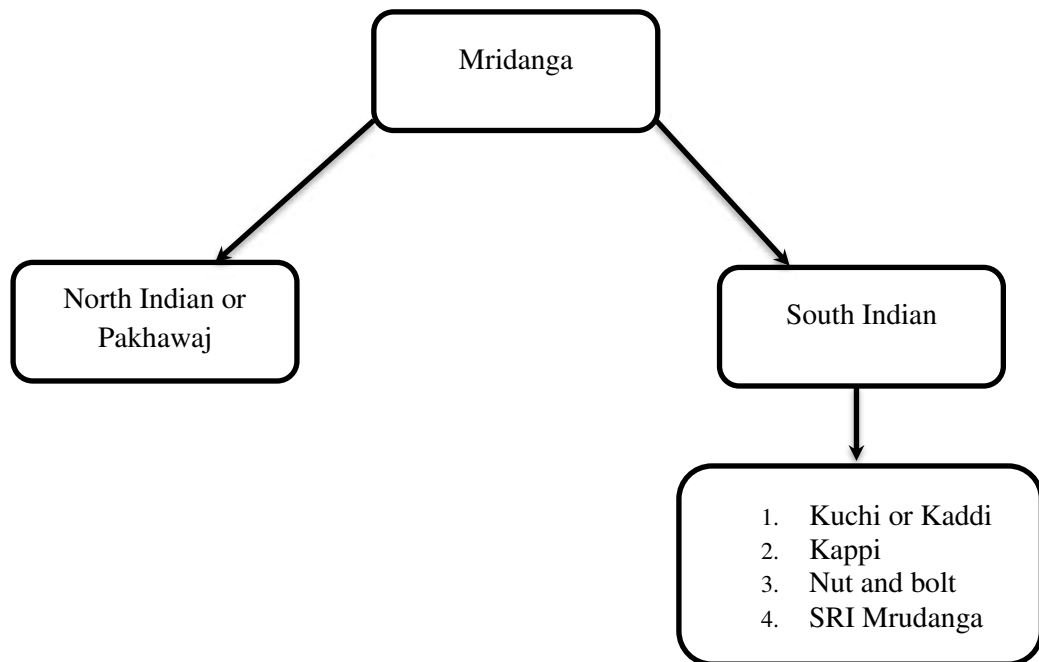 Mridanga
North Indian or
Pakhawaj
South Indian
1. Kuchi or Kaddi
2. Kappi
3. Nut and bolt
4. SRI Mrudanga